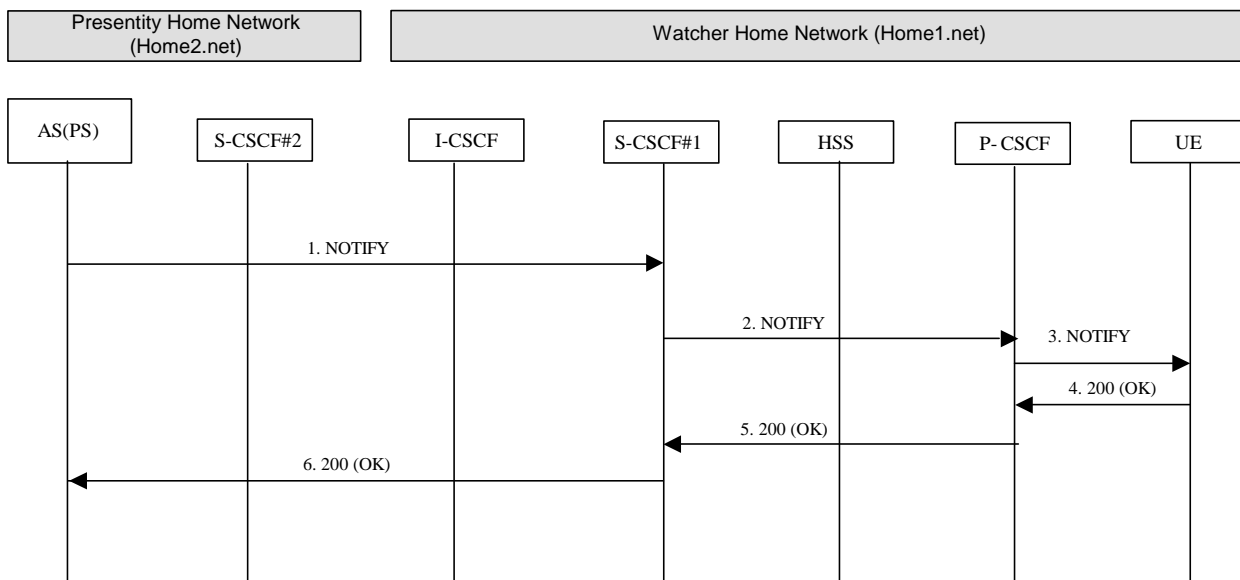 Presentity Home Network
(Home2.net)
Watcher Home Network (Home1.net)
AS(PS)
S-CSCF#2
I-CSCF
S-CSCF#1
HSS
P- CSCF
UE
1. NOTIFY
2. NOTIFY
3. NOTIFY
4. 200 (OK)
5. 200 (OK)
6. 200 (OK)